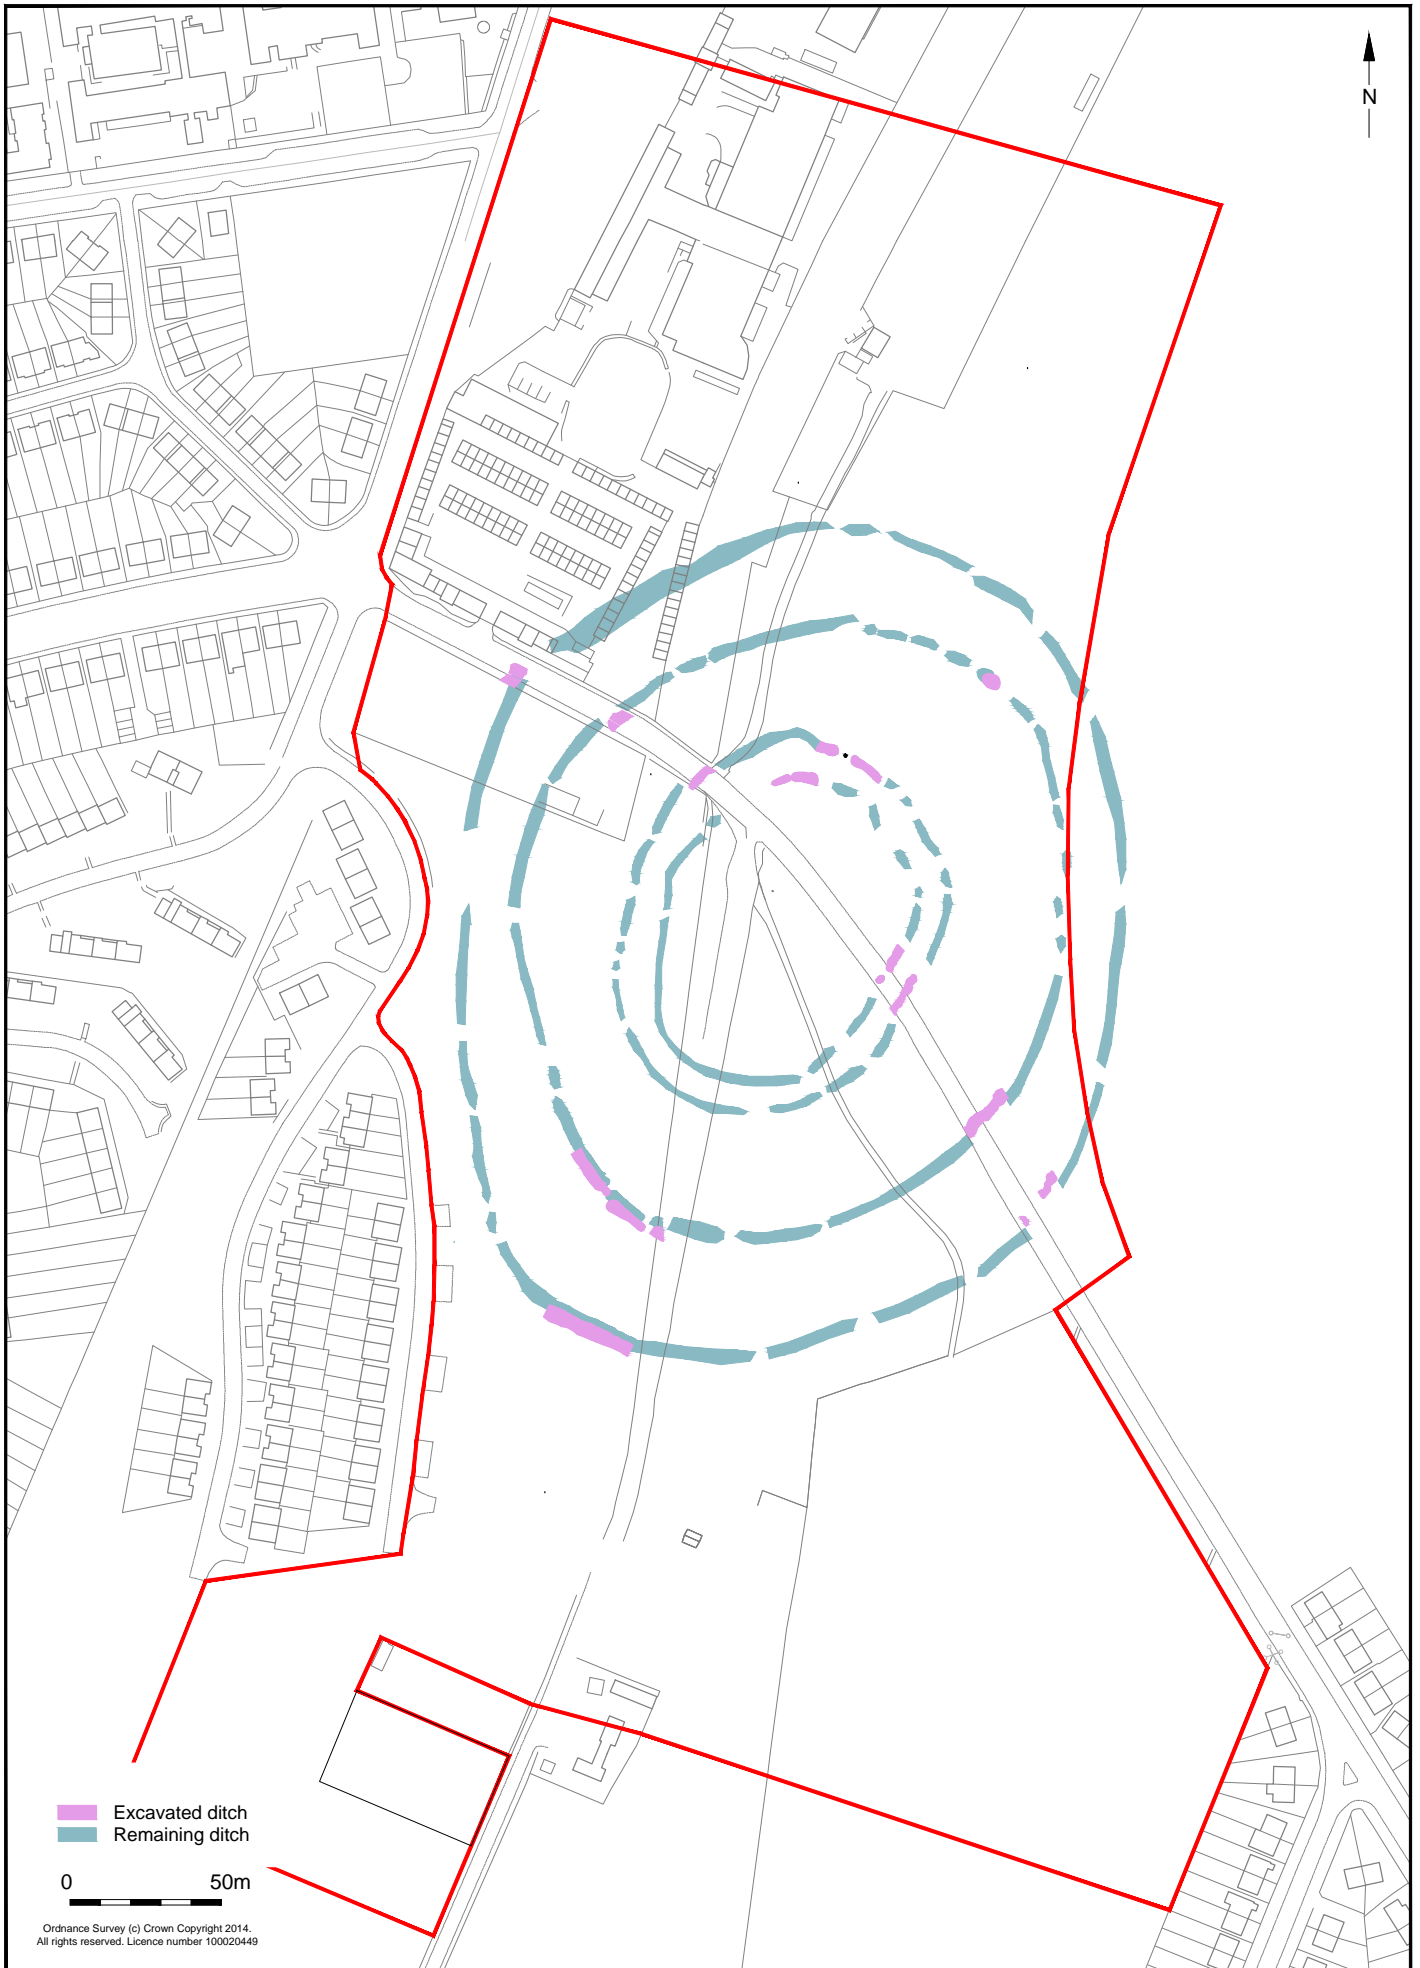 N
Excavated ditch
Remaining ditch
0 50m
Ordnance Survey (c) Crown Copyright 2014.
All rights reserved. Licence number 100020449